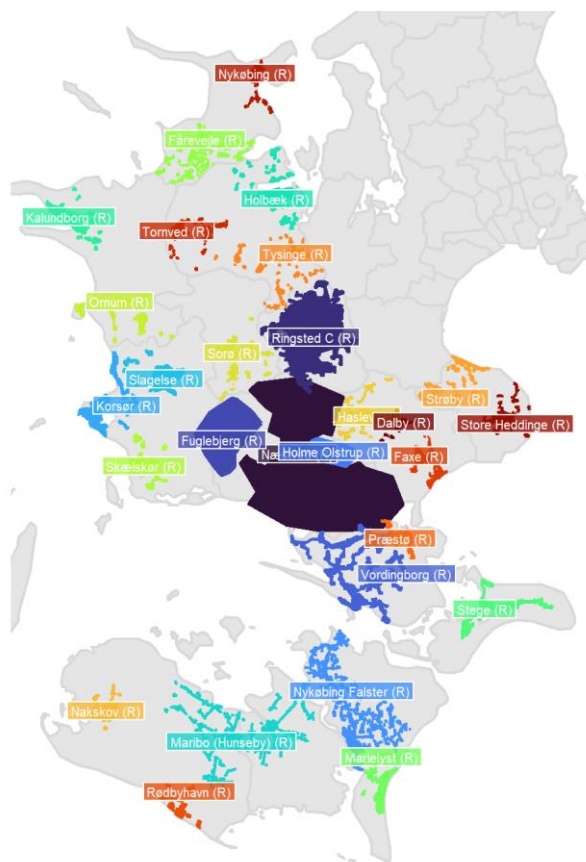 Nykøbing (R)
Fårevejle (R)
Holbæk (R)
Kalundborg (R)
Tornved (R)
Tysinge (R)
Ornum (R)
Ringsted C (R)
Sorø (R)
Slagelse (R)
Korsør (R)
Strøby (R)
Dalby (R)
Store Heddinge (R)
Fuglebjerg (R)
Holme Olstrup (R)
Faxe (R)
Skælskør (R)
Præstø (R)
Vordingborg (R)
Stege (R)
Nykøbing Falster (R)
Nakskov (R)
Maribo (Hunseby) (R)
Marielyst (R)
Rødbyhavn (R)